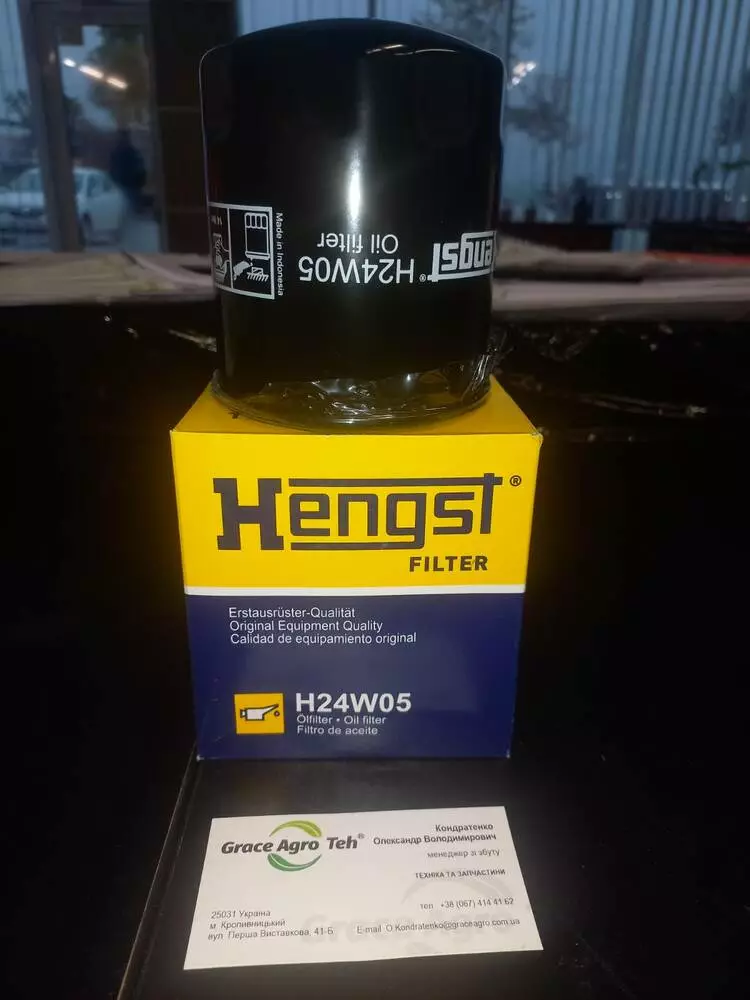 Hengst®
H24W05
Oil filter
Made in Indonesia
Hengst®
FILTER
Erstausrüster-Qualität
Original Equipment Quality
Calidad de equipamiento original
H24W05
Ölfilter • Oil filter
Filtro de aceite
Grace Agro Teh®
Кондратенко
Олександр Володимирович
менеджер зі збуту
ТЕХНІКА ТА ЗАПЧАСТИНИ
тел. +38 (067) 414 41 62
E-mail O.Kondratenko@graceagro.com.ua
25031 Україна
м. Кропивницький
вул. Перша Виставкова, 41-Б